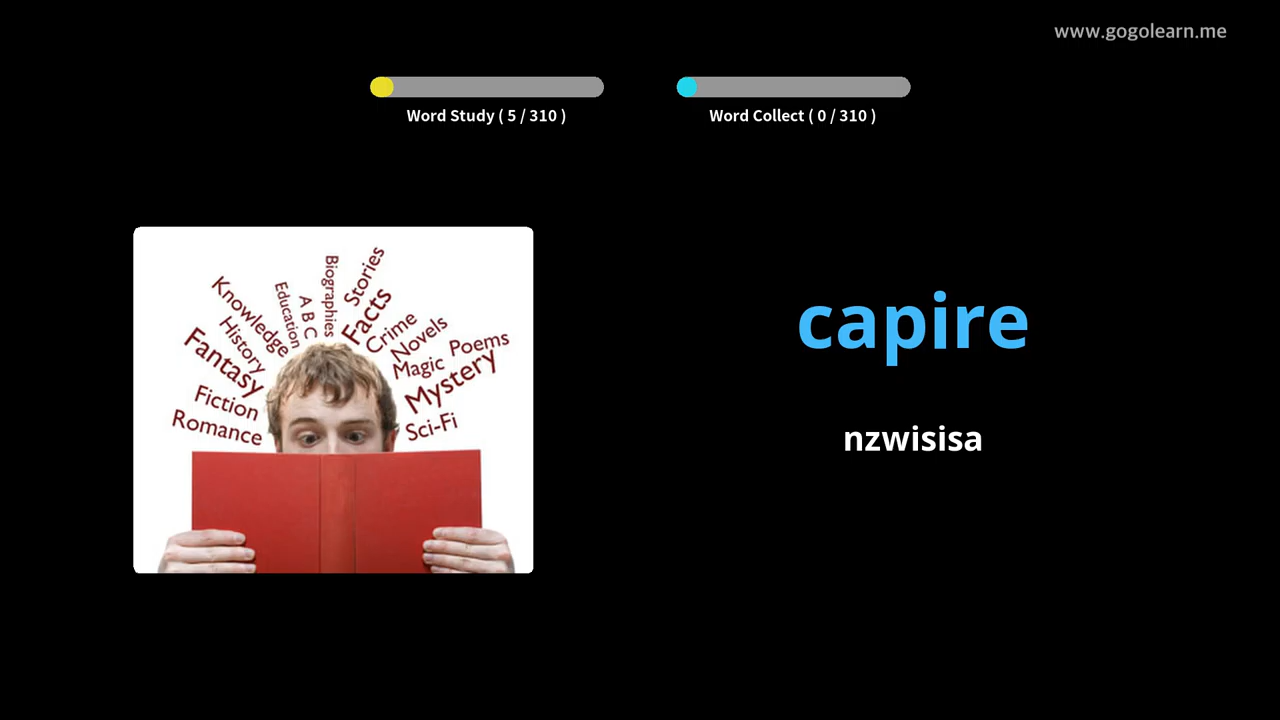 www.gogolearn.me
Word Study ( 5 / 310 )
Word Collect ( 0 / 310 )
Knowledge
Education
A B C
Biographies
Stories
Facts
Crime
Novels
Poems
History
Magic
Fantasy
Mystery
Fiction
Sci-Fi
Romance
capire
nzwisisa